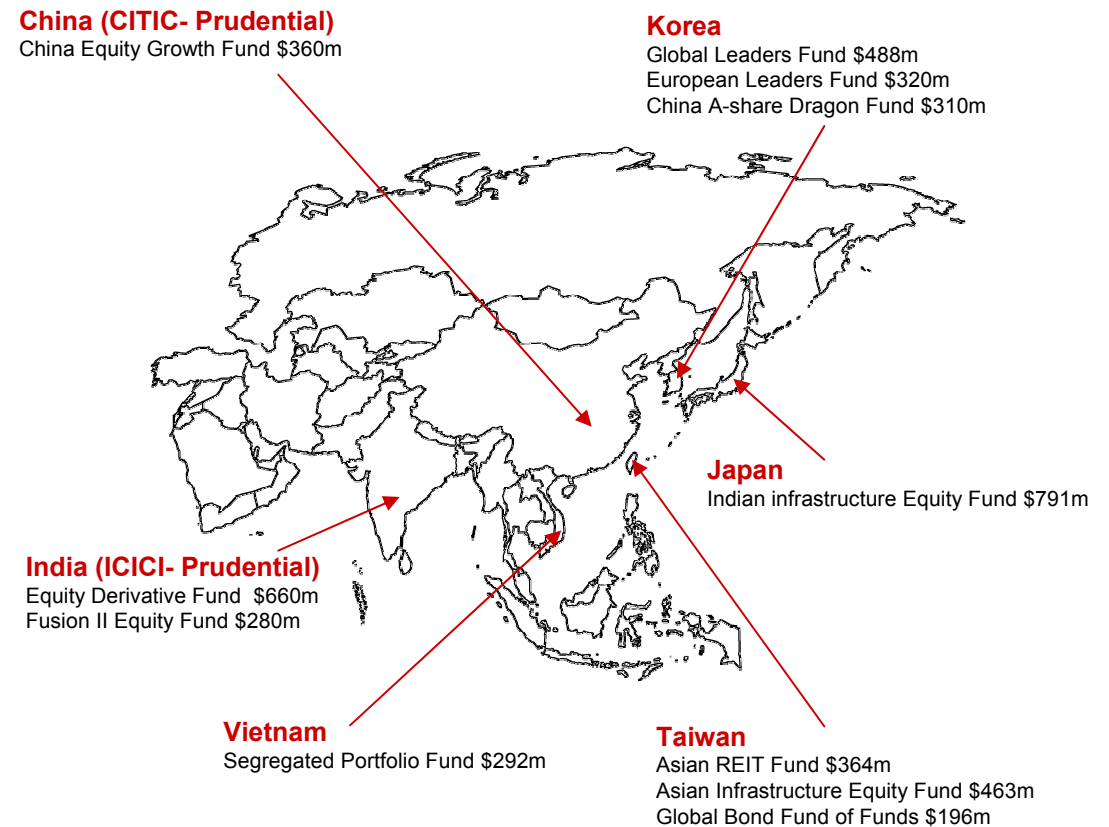 China (CITIC- Prudential)
China Equity Growth Fund $360m
Korea
Global Leaders Fund $488m
European Leaders Fund $320m
China A-share Dragon Fund $310m
Japan
Indian infrastructure Equity Fund $791m
India (ICICI- Prudential)
Equity Derivative Fund  $660m
Fusion II Equity Fund $280m
Vietnam
Segregated Portfolio Fund $292m
Taiwan
Asian REIT Fund $364m
Asian Infrastructure Equity Fund $463m
Global Bond Fund of Funds $196m